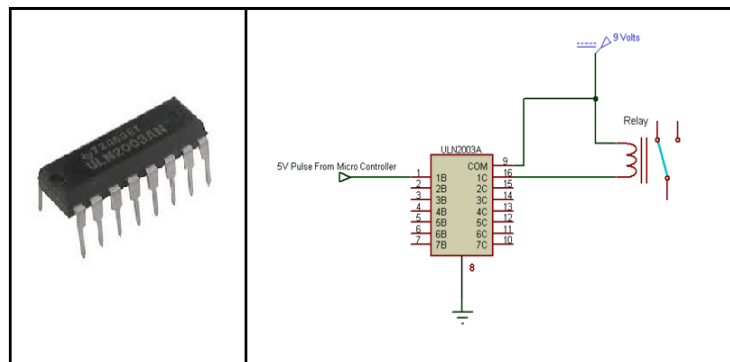 ULN2003AN
9 Volts
Relay
ULN2003A
5V Pulse From Micro Controller
COM 9
1 1B 1C 16
2 2B 2C 15
3 3B 3C 14
4 4B 4C 13
5 5B 5C 12
6 6B 6C 11
7 7B 7C 10
8